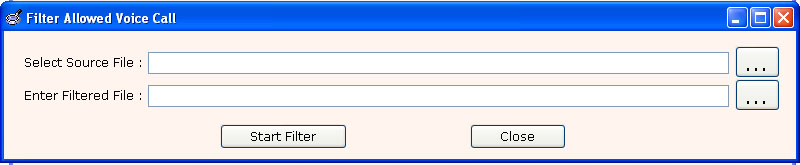 Filter Allowed Voice Call
Select Source File : ...
Enter Filtered File : ...
Start Filter Close